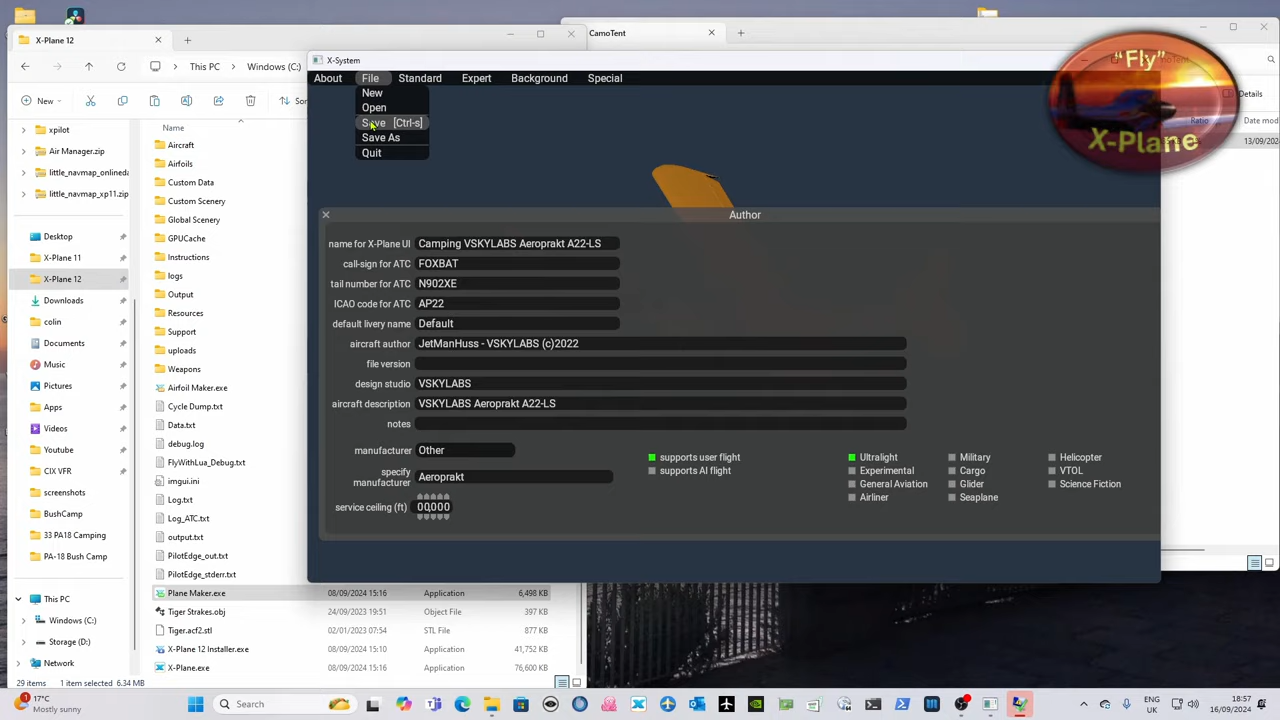 X-Plane 12
CamoTent
X-System
"Fly"
X-Plane
This PC
Windows (C:)
New
Details
About
File
Standard
Expert
Background
Special
New
Open
Save [Ctrl-s]
Save As
Quit
Name
Ratio
Date mod
13/09/2024
xpilot
Air Manager.zip
little_navmap_onlineda
little_navmap_xp11.zip
Desktop
X-Plane 11
X-Plane 12
Downloads
colin
Documents
Music
Pictures
Apps
Videos
Youtube
CIX VFR
screenshots
BushCamp
33 PA18 Camping
PA-18 Bush Camp
This PC
Windows (C:)
Storage (D:)
Network
Aircraft
Airfoils
Custom Data
Custom Scenery
Global Scenery
GPUCache
Instructions
logs
Output
Resources
Support
uploads
Weapons
Airfoil Maker.exe
Cycle Dump.txt
Data.txt
debug.log
FlyWithLua_Debug.txt
imgui.ini
Log.txt
Log_ATC.txt
output.txt
PilotEdge_out.txt
PilotEdge_stderr.txt
Plane Maker.exe 08/09/2024 15:16 Application 6,498 KB
Tiger Strakes.obj 24/09/2023 19:51 Object File 397 KB
Tiger.acf2.stl 02/01/2023 07:54 STL File 877 KB
X-Plane 12 Installer.exe 08/09/2024 15:10 Application 41,752 KB
X-Plane.exe 08/09/2024 15:16 Application 76,600 KB
Author
name for X-Plane UI Camping VSKYLABS Aeroprakt A22-LS
call-sign for ATC FOXBAT
tail number for ATC N902XE
ICAO code for ATC AP22
default livery name Default
aircraft author JetManHuss - VSKYLABS (c)2022
file version
design studio VSKYLABS
aircraft description VSKYLABS Aeroprakt A22-LS
notes
manufacturer Other
specify
manufacturer Aeroprakt
service ceiling (ft) 00,000
supports user flight
supports AI flight
Ultralight
Experimental
General Aviation
Airliner
Military
Cargo
Glider
Seaplane
Helicopter
VTOL
Science Fiction
29 items 1 item selected 6.34 MB
1
17°C
Mostly sunny
Search
ENG
UK
18:57
16/09/2024